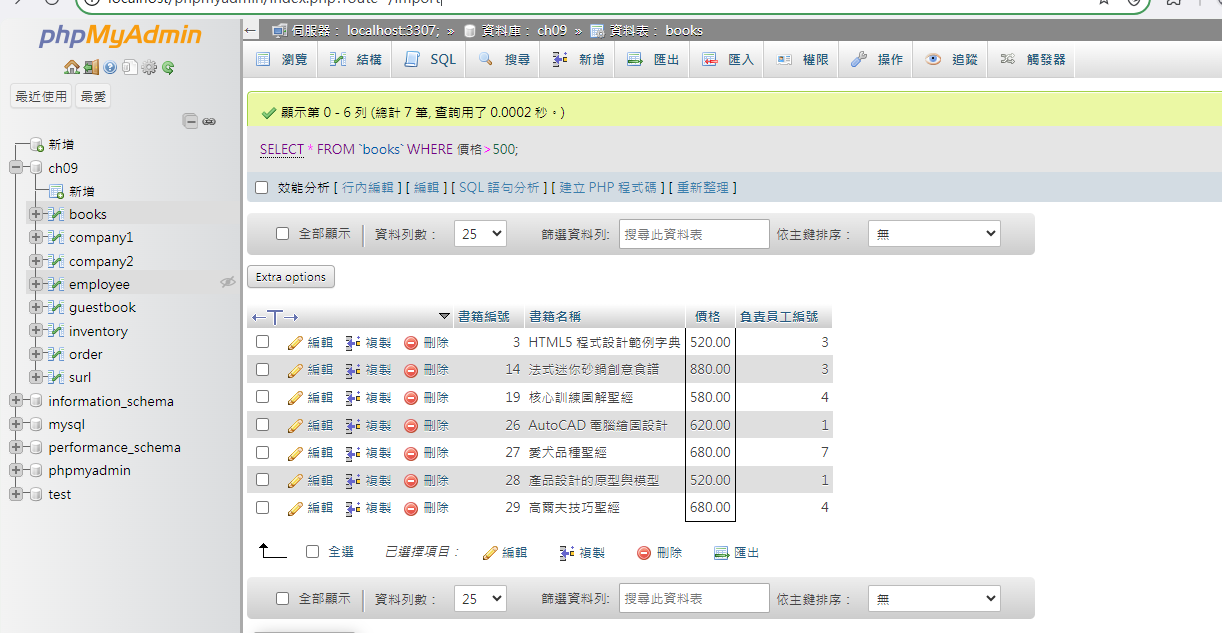 localhost/phpmyadmin/index.php?route=/import
phpMyAdmin
最近使用 最愛
新增
ch09
新增
books
company1
company2
employee
guestbook
inventory
order
surl
information_schema
mysql
performance_schema
phpmyadmin
test
伺服器： localhost:3307; » 資料庫： ch09 » 資料表： books
瀏覽 結構 SQL 搜尋 新增 匯出 匯入 權限 操作 追蹤 觸發器
顯示第 0 - 6 列 (總計 7 筆, 查詢用了 0.0002 秒。)
SELECT * FROM `books` WHERE 價格>500;
效能分析 [ 行內編輯 ] [ 編輯 ] [ SQL 語句分析 ] [ 建立 PHP 程式碼 ] [ 重新整理 ]
全部顯示 資料列數： 25 篩選資料列: 搜尋此資料表 依主鍵排序： 無
Extra options
←T→ 書籍編號 書籍名稱 價格 負責員工編號
編輯 複製 刪除 3 HTML5 程式設計範例字典 520.00 3
編輯 複製 刪除 14 法式迷你砂鍋創意食譜 880.00 3
編輯 複製 刪除 19 核心訓練圖解聖經 580.00 4
編輯 複製 刪除 26 AutoCAD 電腦繪圖設計 620.00 1
編輯 複製 刪除 27 愛犬品種聖經 680.00 7
編輯 複製 刪除 28 產品設計的原型與模型 520.00 1
編輯 複製 刪除 29 高爾夫技巧聖經 680.00 4
全選 已選擇項目： 編輯 複製 刪除 匯出
全部顯示 資料列數： 25 篩選資料列: 搜尋此資料表 依主鍵排序： 無